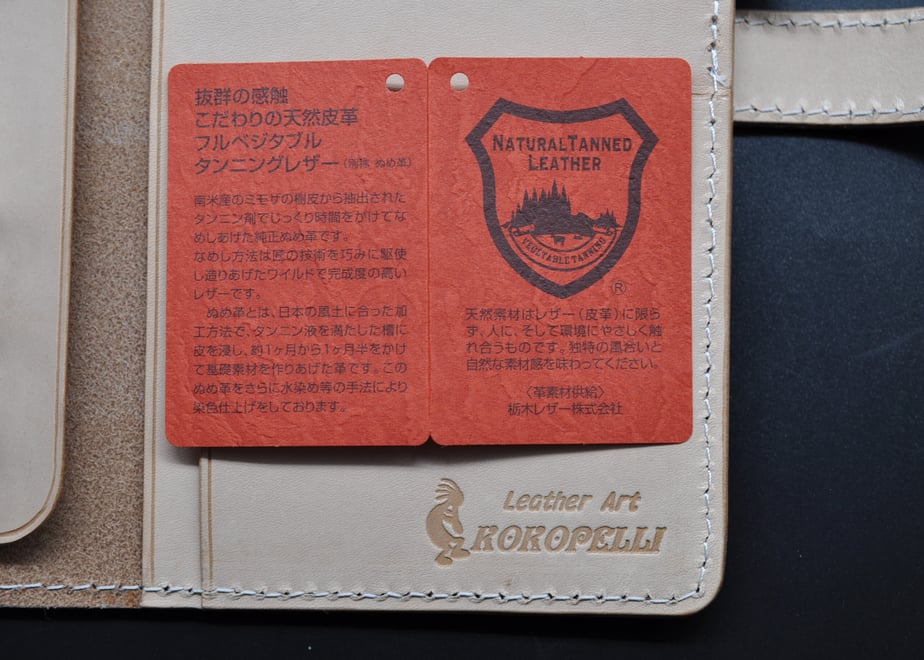 抜群の感触
こだわりの天然皮革
フルベジタブル
タンニングレザー(別称 ぬめ革)
南米産のミモザの樹皮から抽出された
タンニン剤でじっくり時間をかけてな
めしあげた純正ぬめ革です。
なめし方法は匠の技術を巧みに駆使
し造りあげたワイルドで完成度の高い
レザーです。
ぬめ革とは、日本の風土に合った加
工方法で、タンニン液を満たした槽に
皮を浸し、約1ヶ月から1ヶ月半をかけ
て基礎素材を作りあげた革です。この
ぬめ革をさらに水染め等の手法により
染色仕上げをしております。
NATURAL TANNED
LEATHER
VEGETABLE TANNING
®
天然素材はレザー(皮革)に限ら
ず、人に、そして環境にやさしく触
れ合うものです。独特の風合いと
自然な素材感を味わってください。
〈革素材供給〉
栃木レザー株式会社
Leather Art
KOKOPELLI